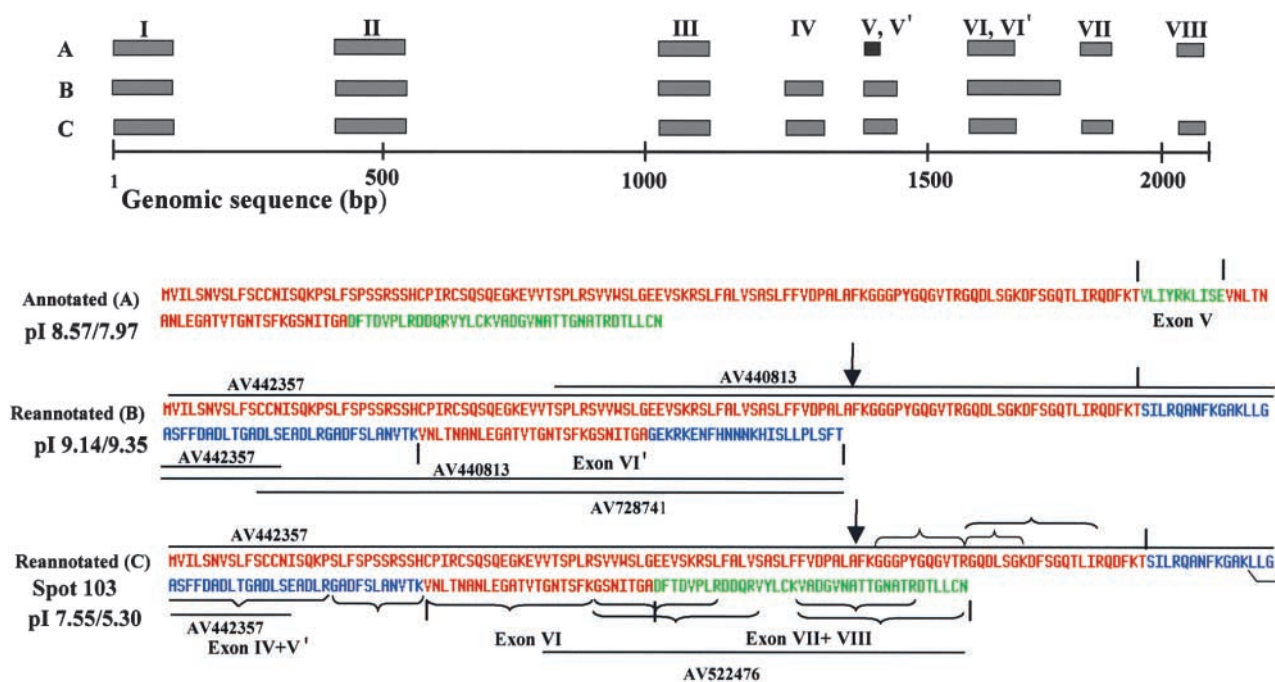 I II III IV V, V' VI, VI' VII VIII
A
B
C
1 500 1000 1500 2000
Genomic sequence (bp)
Annotated (A)
MVILSNVSLFSCCNISQKPSLFSPSSRSSHCPIRCSQSQEGKEVVTSPLRSVVWSLGEEVSKRSLFALVSASLFFVDPALAFKGGGPYGQGVTRGQDLSGKDFSGQTLIRQDFKTVLIYRKLISEVNLTN
ANLEGATVTGNTSFKGSNITGADFTDVPLRDDQRVYLCKVADGVNATTGNATRDTLLCN
pI 8.57/7.97
Exon V
AV442357
AV440813
Reannotated (B)
MVILSNVSLFSCCNISQKPSLFSPSSRSSHCPIRCSQSQEGKEVVTSPLRSVVWSLGEEVSKRSLFALVSASLFFVDPALAFKGGGPYGQGVTRGQDLSGKDFSGQTLIRQDFKTSILRQANFKGAKLLG
ASFFDADLTGADLSEADLRGADFSLANVTKVNLTNANLEGATVTGNTSFKGSNITGAGEKRKENFHNNNKHISLLPLSFT
pI 9.14/9.35
AV442357
Exon VI'
AV440813
AV728741
AV442357
Reannotated (C)
MVILSNVSLFSCCNISQKPSLFSPSSRSSHCPIRCSQSQEGKEVVTSPLRSVVWSLGEEVSKRSLFALVSASLFFVDPALAFKGGGPYGQGVTRGQDLSGKDFSGQTLIRQDFKTSILRQANFKGAKLLG
Spot 103
ASFFDADLTGADLSEADLRGADFSLANVTKVNLTNANLEGATVTGNTSFKGSNITGADFTDVPLRDDQRVYLCKVADGVNATTGNATRDTLLCN
pI 7.55/5.30
AV442357
Exon IV+V'
Exon VI
Exon VII+ VIII
AV522476